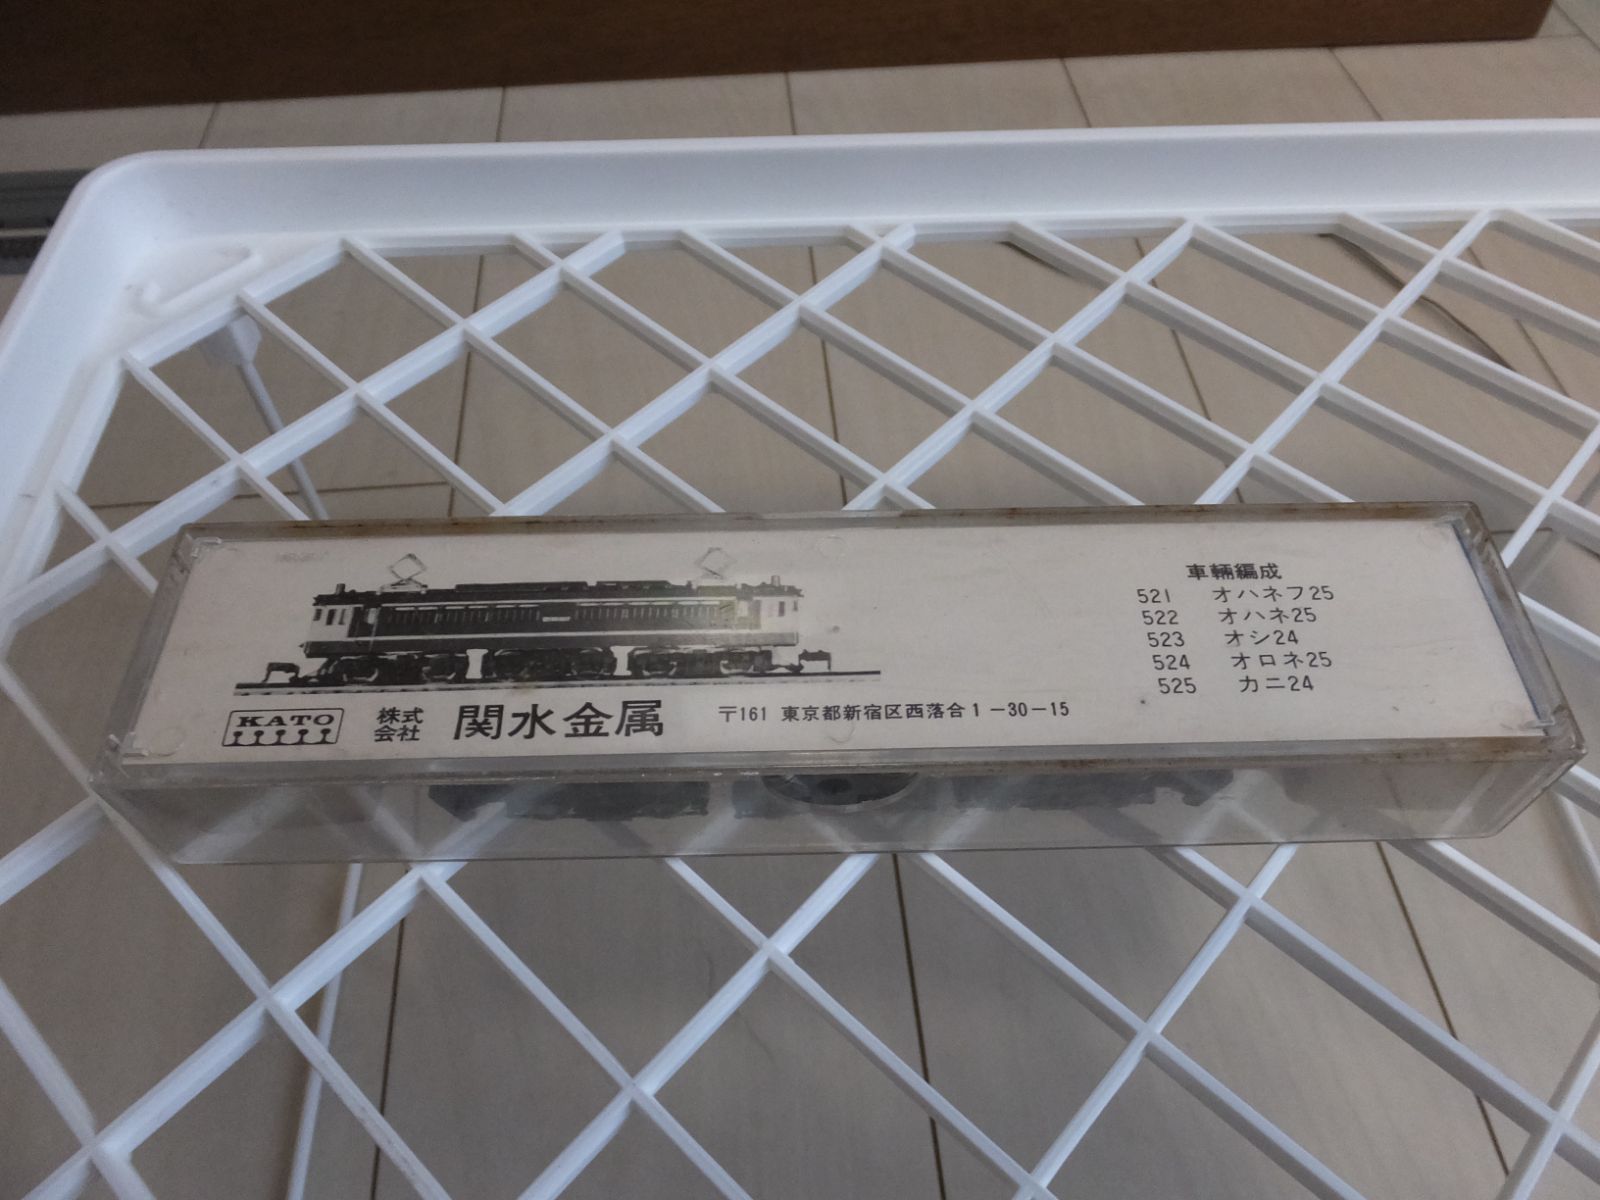 車輌編成
521 オハネフ25
522 オハネ25
523 オシ24
524 オロネ25
525 カニ24
KATO 株式会社 関水金属 〒161 東京都新宿区西落合1-30-15